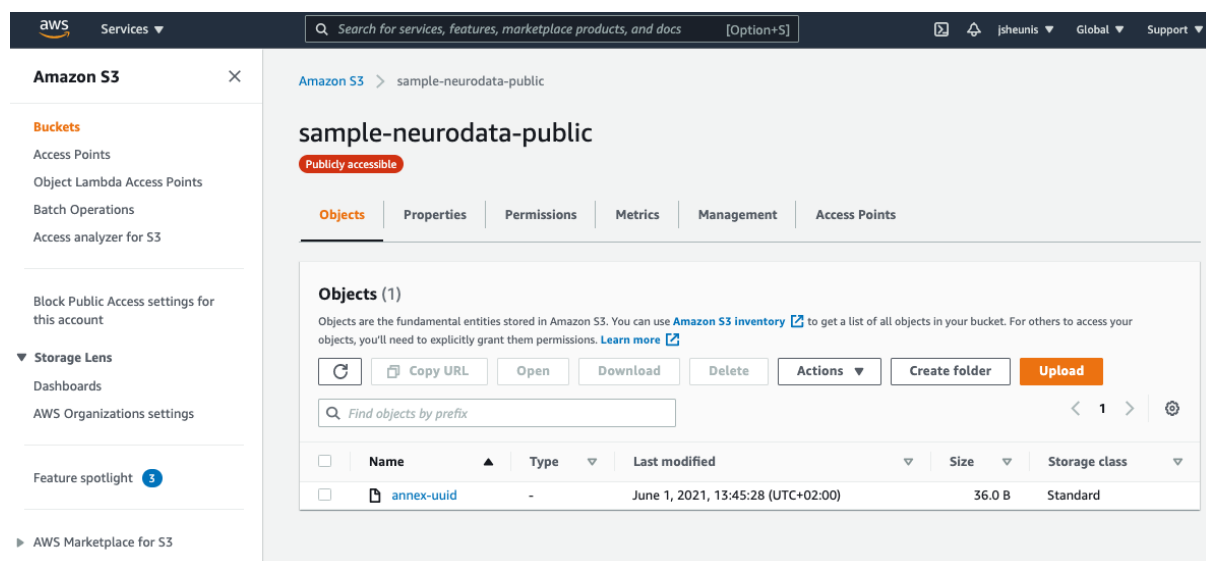 aws Services ▼ Search for services, features, marketplace products, and docs [Option+S] jsheunis ▼ Global ▼ Support ▼
Amazon S3
Buckets
Access Points
Object Lambda Access Points
Batch Operations
Access analyzer for S3
Block Public Access settings for
this account
▼ Storage Lens
Dashboards
AWS Organizations settings
Feature spotlight 3
▶ AWS Marketplace for S3
Amazon S3 > sample-neurodata-public
sample-neurodata-public
Publicly accessible
Objects Properties Permissions Metrics Management Access Points
Objects (1)
Objects are the fundamental entities stored in Amazon S3. You can use Amazon S3 inventory to get a list of all objects in your bucket. For others to access your
objects, you'll need to explicitly grant them permissions. Learn more
Copy URL Open Download Delete Actions ▼ Create folder Upload
Find objects by prefix < 1 >
Name ▲ Type ▽ Last modified ▽ Size ▽ Storage class ▽
annex-uuid - June 1, 2021, 13:45:28 (UTC+02:00) 36.0 B Standard